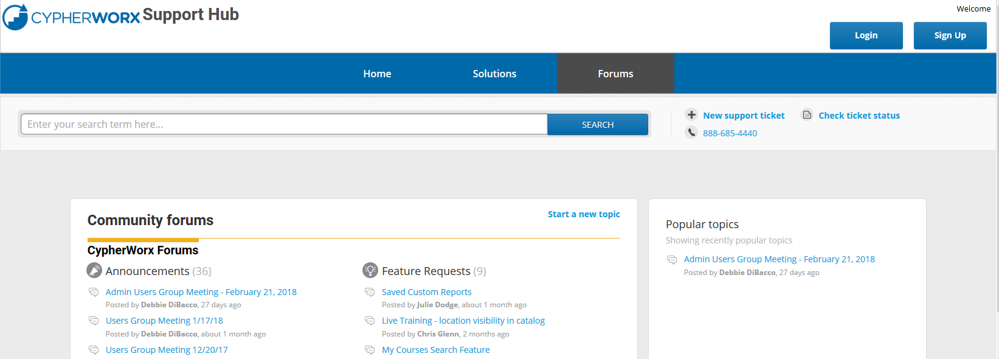 CYPHERWORX Support Hub
Welcome
Login
Sign Up
Home
Solutions
Forums
Enter your search term here...
SEARCH
New support ticket
Check ticket status
888-685-4440
Community forums
Start a new topic
CypherWorx Forums
Announcements (36)
Admin Users Group Meeting - February 21, 2018
Posted by Debbie DiBacco, 27 days ago
Users Group Meeting 1/17/18
Posted by Debbie DiBacco, about 1 month ago
Users Group Meeting 12/20/17
Feature Requests (9)
Saved Custom Reports
Posted by Julie Dodge, about 1 month ago
Live Training - location visibility in catalog
Posted by Chris Glenn, 2 months ago
My Courses Search Feature
Popular topics
Showing recently popular topics
Admin Users Group Meeting - February 21, 2018
Posted by Debbie DiBacco, 27 days ago